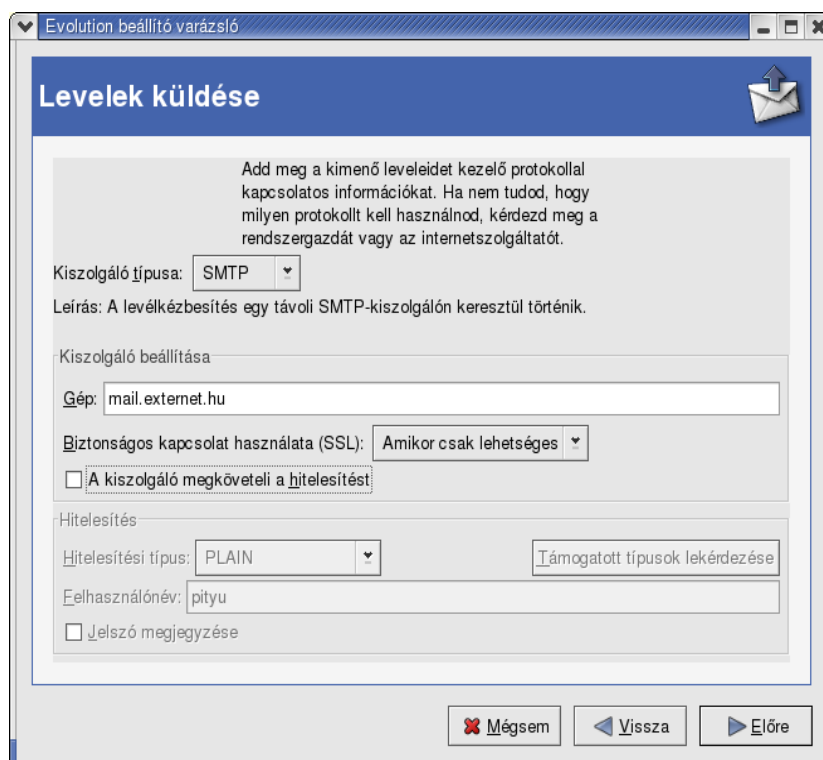 Evolution beállító varázsló
Levelek küldése
Add meg a kimenő leveleidet kezelő protokollal
kapcsolatos információkat. Ha nem tudod, hogy
milyen protokollt kell használnod, kérdezd meg a
rendszergazdát vagy az internetszolgáltatót.
Kiszolgáló típusa: SMTP
Leírás: A levélkézbesítés egy távoli SMTP-kiszolgálón keresztül történik.
Kiszolgáló beállítása
Gép: mail.externet.hu
Biztonságos kapcsolat használata (SSL): Amikor csak lehetséges
A kiszolgáló megköveteli a hitelesítést
Hitelesítés
Hitelesítési típus: PLAIN Támogatott típusok lekérdezése
Felhasználónév: pityu
Jelszó megjegyzése
Mégsem Vissza Előre